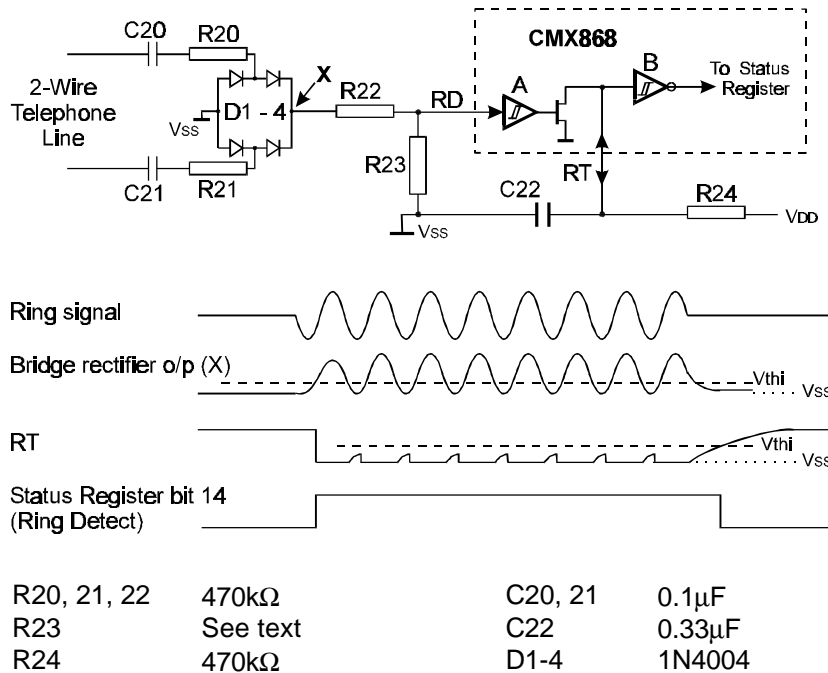 C20
R20
CMX868
X
2-Wire
Telephone
Line
Vss
D1 - 4
R22
RD
A
B
To Status
Register
C21
R21
R23
C22
RT
R24
VDD
Vss
Ring signal
Bridge rectifier o/p (X)
Vthi
Vss
RT
Vthi
Vss
Status Register bit 14
(Ring Detect)
R20, 21, 22 470kΩ C20, 21 0.1μF
R23 See text C22 0.33μF
R24 470kΩ D1-4 1N4004